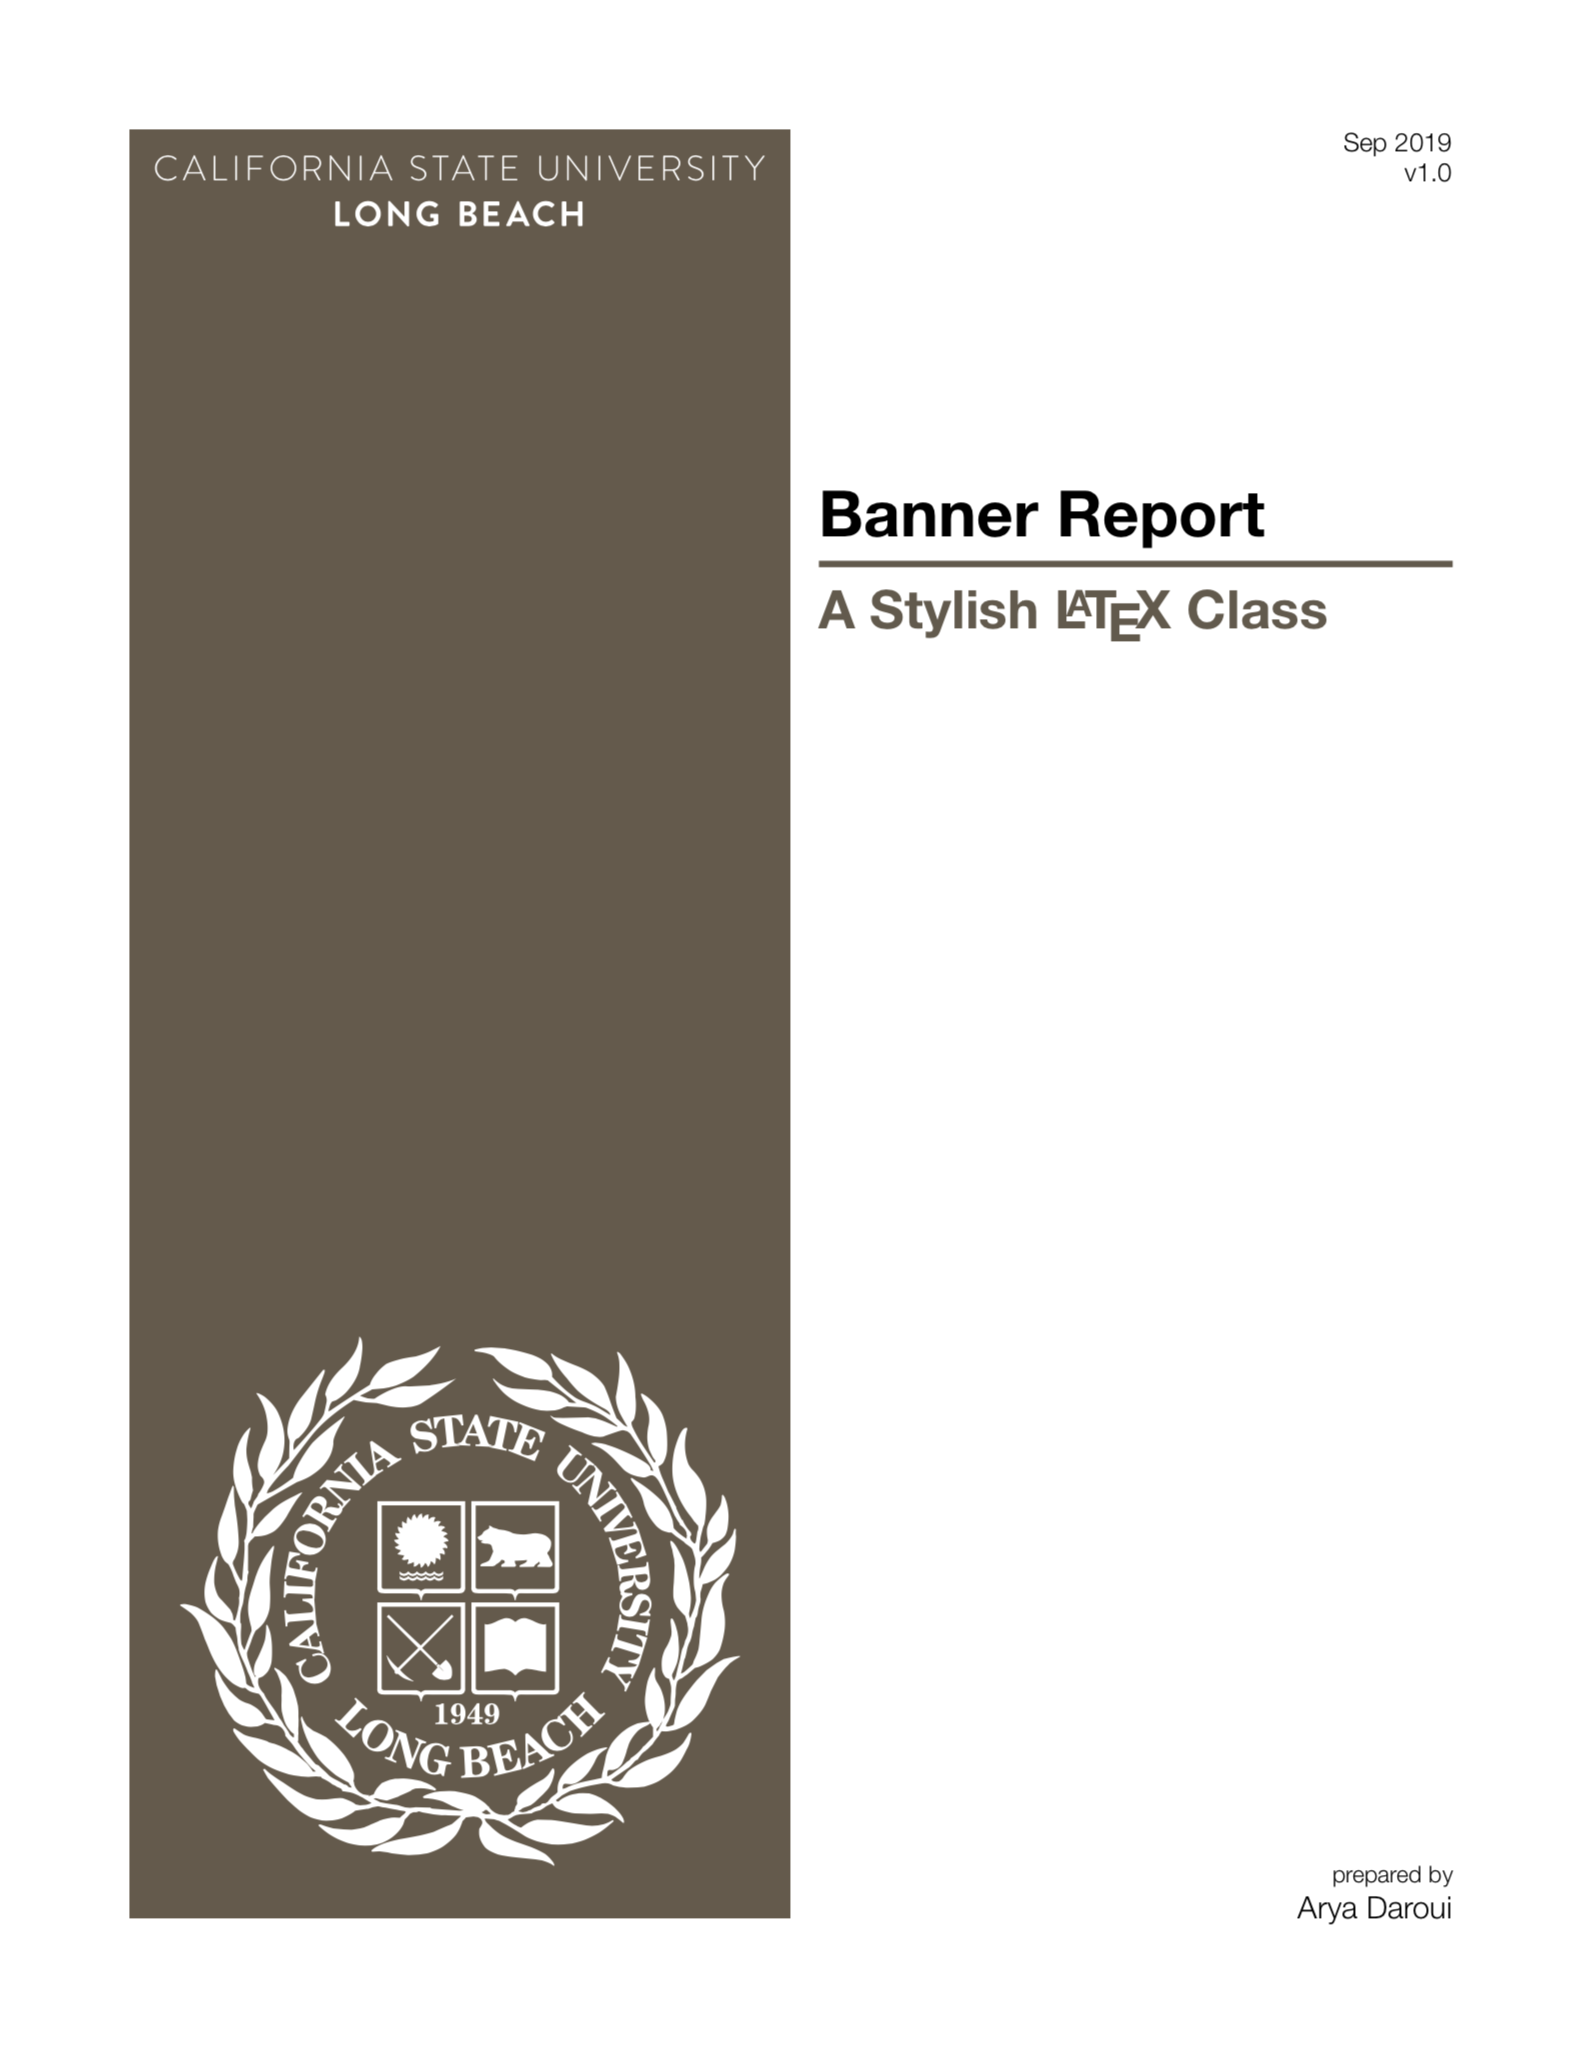 CALIFORNIA STATE UNIVERSITY
LONG BEACH
Sep 2019
v1.0
Banner Report
A Stylish LATEX Class
CALIFORNIA STATE UNIVERSITY
1949
LONG BEACH
prepared by
Arya Daroui